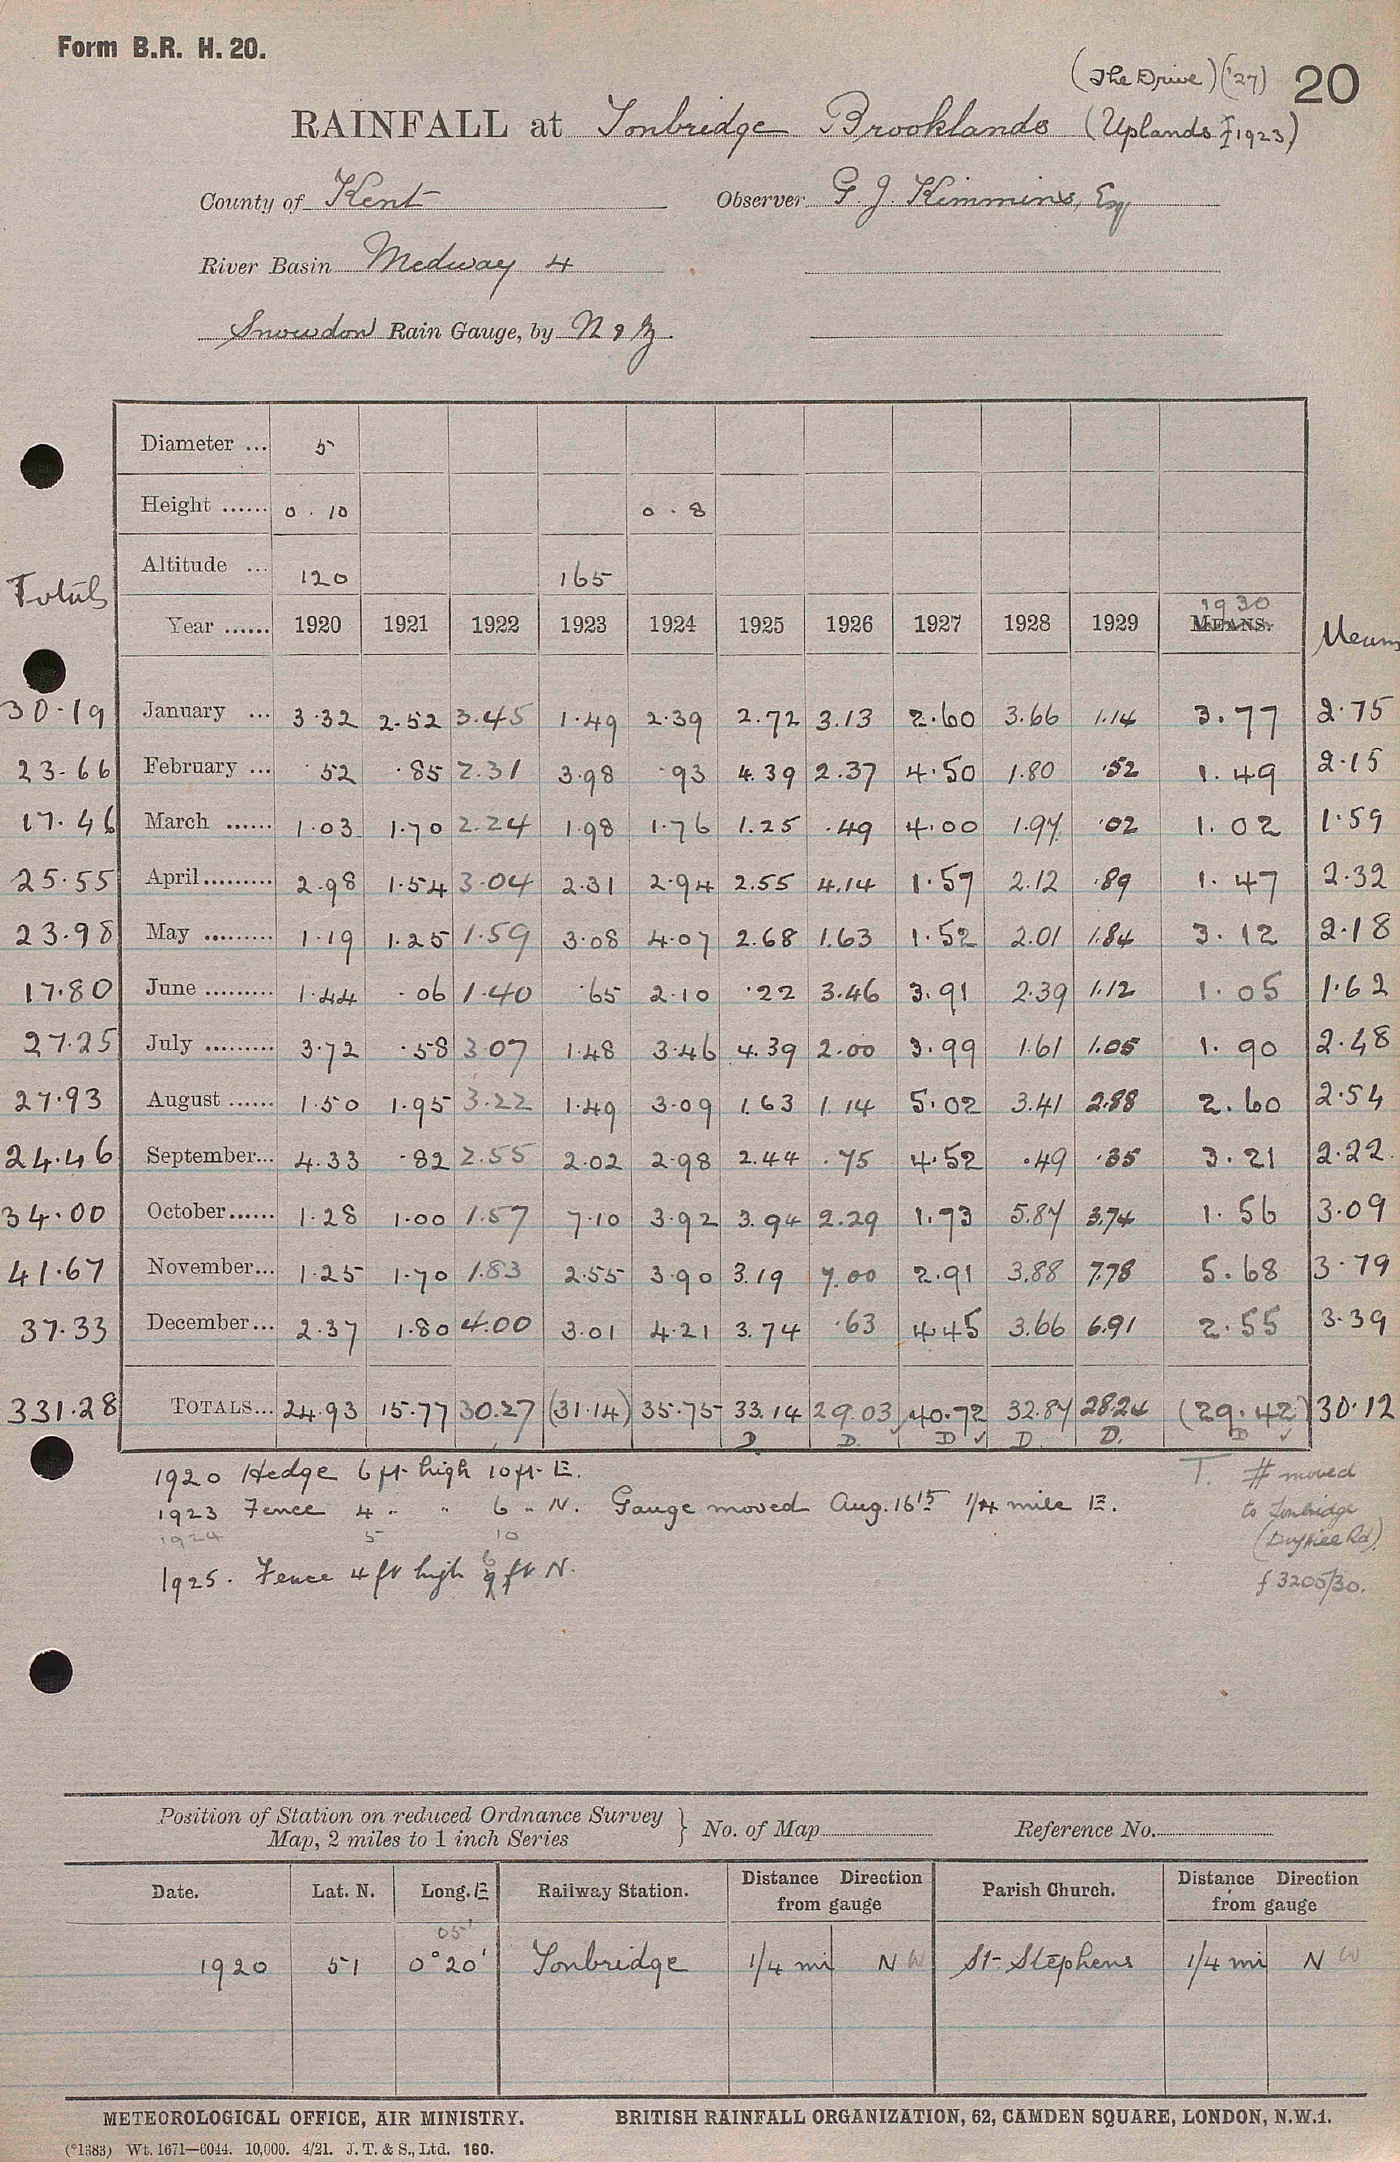 Form B.R. H. 20.
(The Drive) ('27) 20
RAINFALL at Tonbridge Brooklands (Uplands f 1923)
County of Kent Observer G. J. Kimmins, Esq
River Basin Medway 4
Snowdon Rain Gauge, by N & Z.
Diameter ... 5
Height ...... 0 . 10 0 . 8
Altitude ... 120 165
Totals
1930
Year ...... 1920 1921 1922 1923 1924 1925 1926 1927 1928 1929 MEANS. Means
30.19 January ... 3.32 2.52 3.45 1.49 2.39 2.72 3.13 2.60 3.66 1.14 3.77 2.75
23.66 February ... .52 .85 2.31 3.98 .93 4.39 2.37 4.50 1.80 .52 1.49 2.15
17.46 March ...... 1.03 1.70 2.24 1.98 1.76 1.25 .49 4.00 1.97 .02 1.02 1.59
25.55 April ......... 2.98 1.54 3.04 2.31 2.94 2.55 4.14 1.57 2.12 .89 1.47 2.32
23.98 May ......... 1.19 1.25 1.59 3.08 4.07 2.68 1.63 1.52 2.01 1.84 3.12 2.18
17.80 June ......... 1.44 .06 1.40 .65 2.10 .22 3.46 3.91 2.39 1.12 1.05 1.62
27.25 July ......... 3.72 .58 3.07 1.48 3.46 4.39 2.00 3.99 1.61 1.05 1.90 2.48
27.93 August ...... 1.50 1.95 3.22 1.49 3.09 1.63 1.14 5.02 3.41 2.88 2.60 2.54
24.46 September... 4.33 .82 2.55 2.02 2.98 2.44 .75 4.52 .49 .35 3.21 2.22.
34.00 October ...... 1.28 1.00 1.57 7.10 3.92 3.94 2.29 1.73 5.87 3.74 1.56 3.09
41.67 November... 1.25 1.70 1.83 2.55 3.90 3.19 7.00 2.91 3.88 7.78 5.68 3.79
37.33 December... 2.37 1.80 4.00 3.01 4.21 3.74 .63 4.45 3.66 6.91 2.55 3.39
331.28 TOTALS... 24.93 15.77 30.27 (31.14) 35.75 33.14 29.03 40.72 32.87 28.24 (29.42) 30.12
D D. D ✓ D D. D ✓
1920 Hedge 6 ft. high 10 ft. E. T. # moved
1923 Fence 4 " " 6 " N. Gauge moved Aug. 16 15 1/4 mile E. to Tonbridge
1924 5 10 Rd)
1925. Fence 4 ft high 6 9 ft N. f 3205/30.
Position of Station on reduced Ordnance Survey
Map, 2 miles to 1 inch Series } No. of Map Reference No.
Date. Lat. N. Long. E Railway Station. Distance Direction from gauge Parish Church. Distance Direction from gauge
05'
1920 51 0°20' Tonbridge 1/4 mi NW St. Stephens 1/4 mi NW
METEOROLOGICAL OFFICE, AIR MINISTRY. BRITISH RAINFALL ORGANIZATION, 62, CAMDEN SQUARE, LONDON, N.W.1.
(*1383) Wt. 1671—6044. 10,000. 4/21. J. T. & S., Ltd. 160.